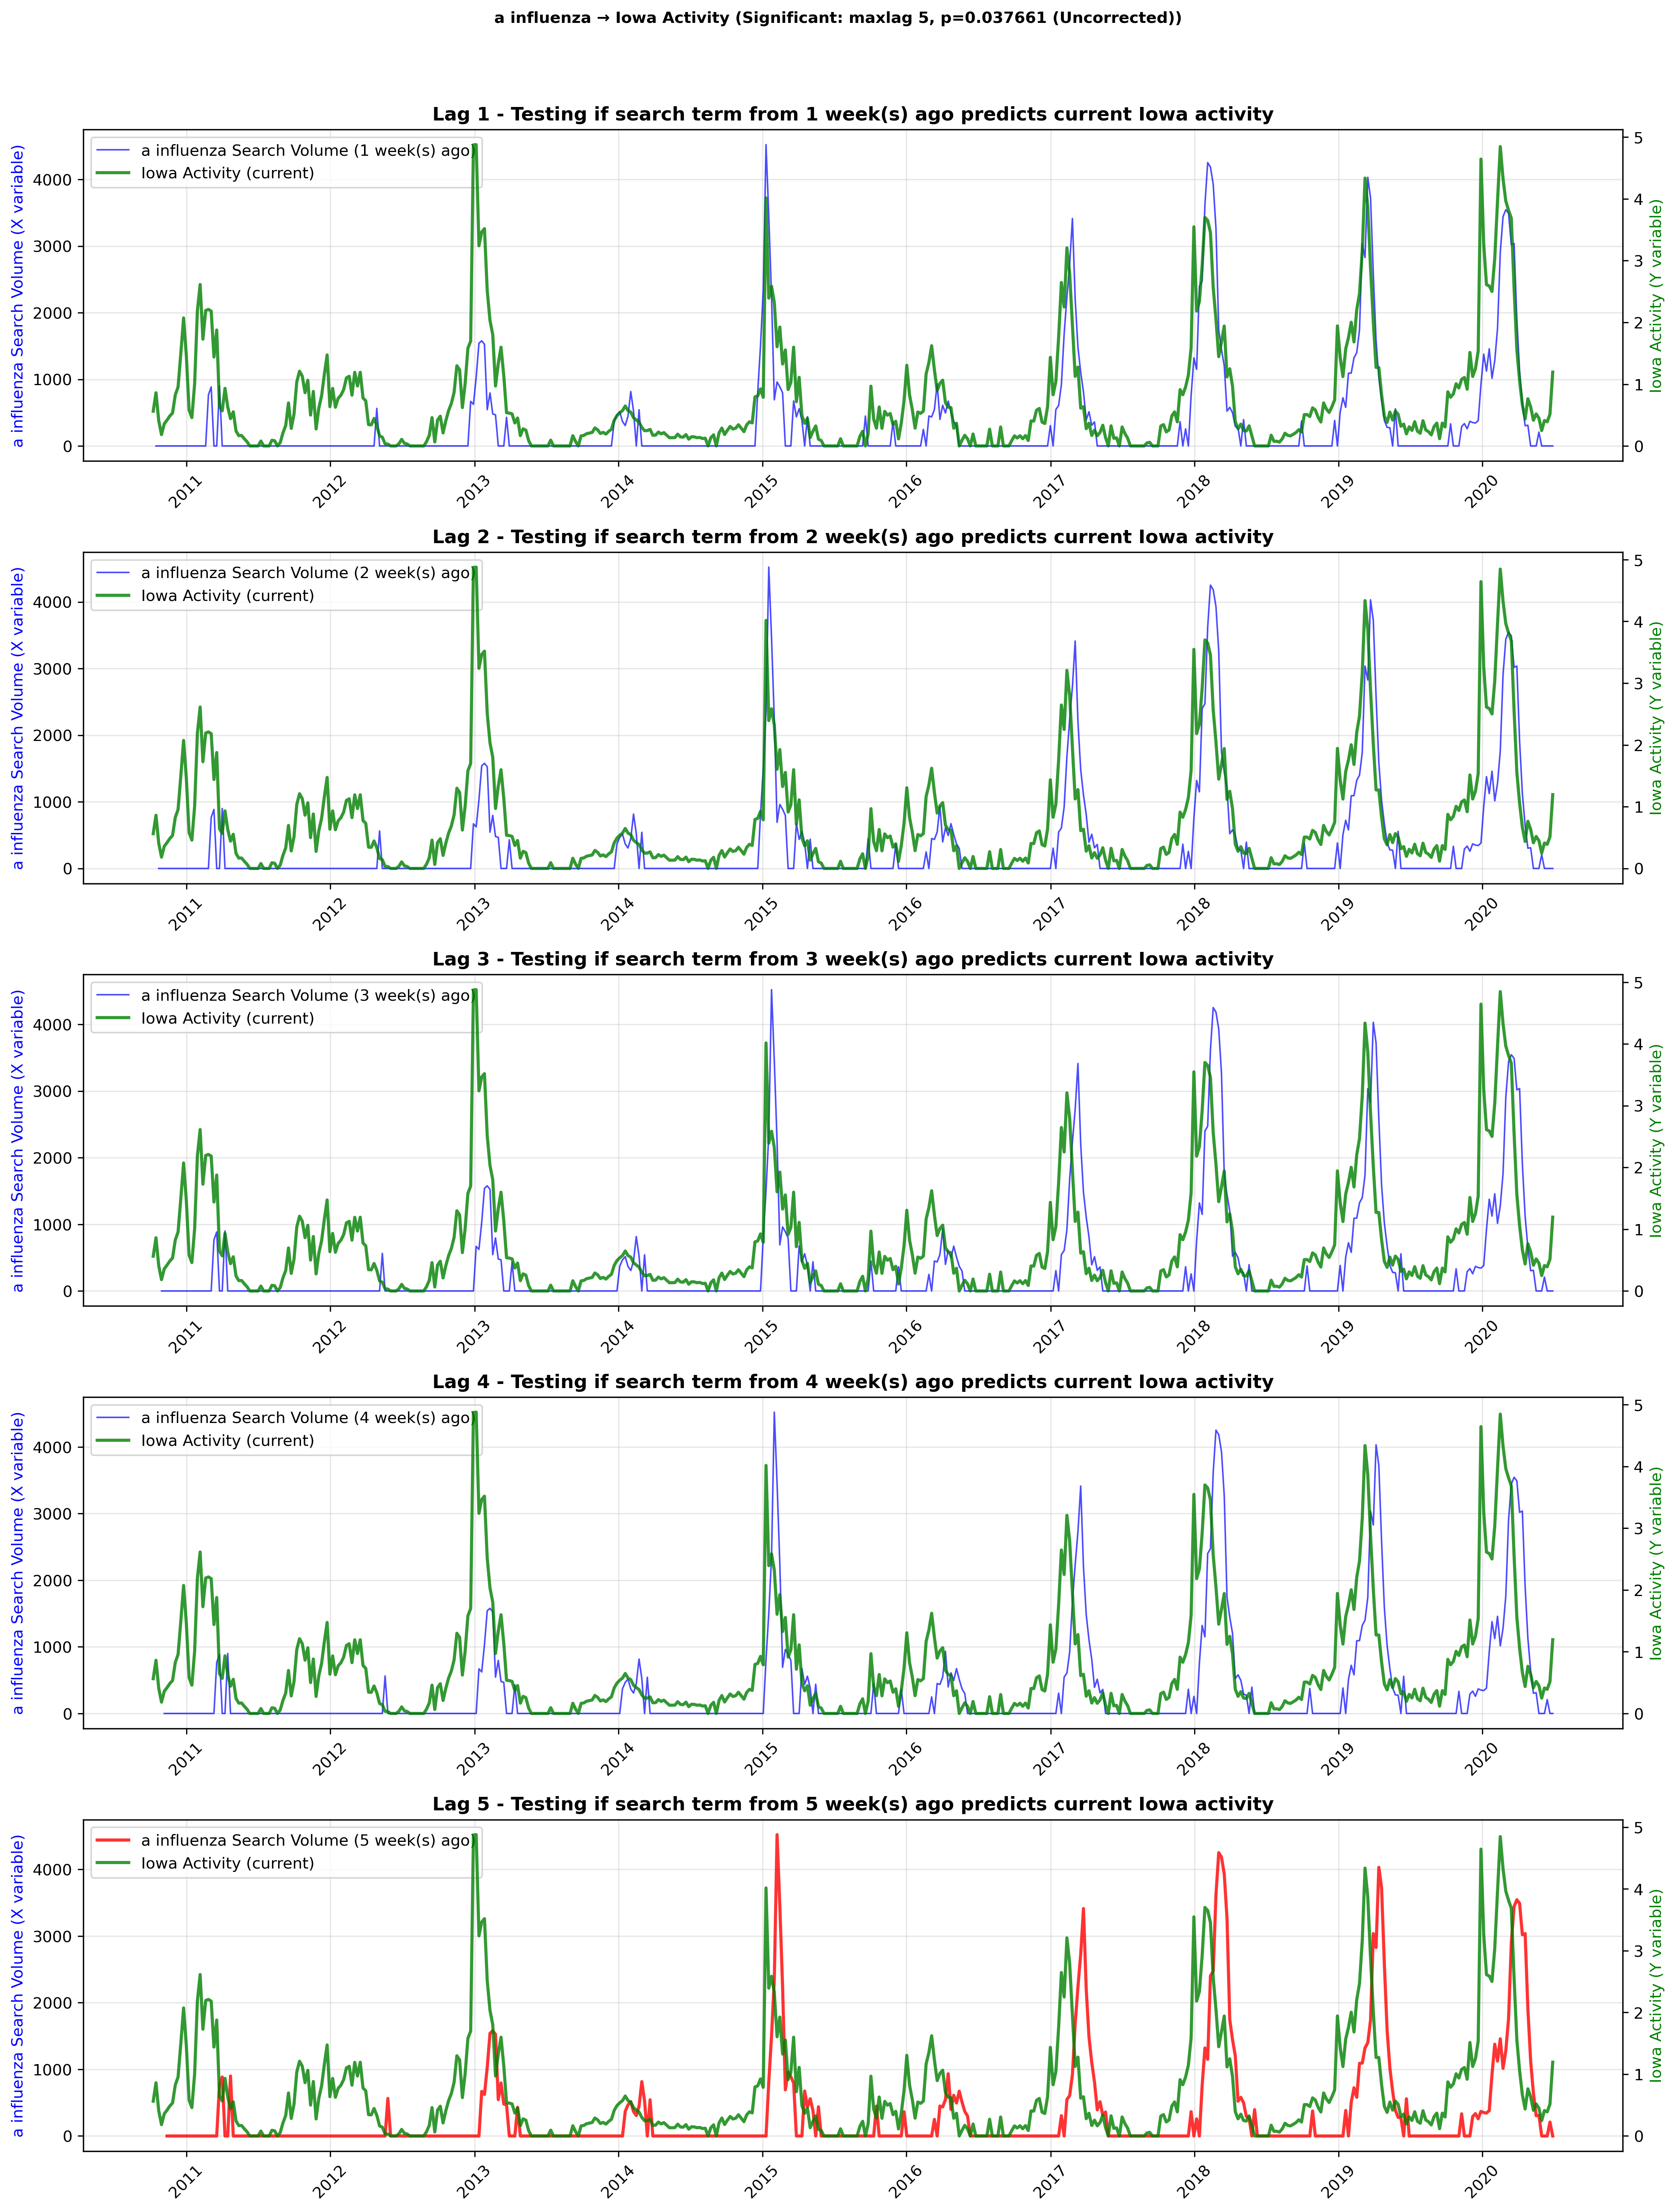 a influenza → Iowa Activity (Significant: maxlag 5, p=0.037661 (Uncorrected))
Lag 1 - Testing if search term from 1 week(s) ago predicts current Iowa activity
a influenza Search Volume (1 week(s) ago)
Iowa Activity (current)
a influenza Search Volume (X variable)
4000
3000
2000
1000
0
5
4
3
2
1
0
Iowa Activity (Y variable)
2011 2012 2013 2014 2015 2016 2017 2018 2019 2020
Lag 2 - Testing if search term from 2 week(s) ago predicts current Iowa activity
a influenza Search Volume (2 week(s) ago)
Iowa Activity (current)
a influenza Search Volume (X variable)
4000
3000
2000
1000
0
5
4
3
2
1
0
Iowa Activity (Y variable)
2011 2012 2013 2014 2015 2016 2017 2018 2019 2020
Lag 3 - Testing if search term from 3 week(s) ago predicts current Iowa activity
a influenza Search Volume (3 week(s) ago)
Iowa Activity (current)
a influenza Search Volume (X variable)
4000
3000
2000
1000
0
5
4
3
2
1
0
Iowa Activity (Y variable)
2011 2012 2013 2014 2015 2016 2017 2018 2019 2020
Lag 4 - Testing if search term from 4 week(s) ago predicts current Iowa activity
a influenza Search Volume (4 week(s) ago)
Iowa Activity (current)
a influenza Search Volume (X variable)
4000
3000
2000
1000
0
5
4
3
2
1
0
Iowa Activity (Y variable)
2011 2012 2013 2014 2015 2016 2017 2018 2019 2020
Lag 5 - Testing if search term from 5 week(s) ago predicts current Iowa activity
a influenza Search Volume (5 week(s) ago)
Iowa Activity (current)
a influenza Search Volume (X variable)
4000
3000
2000
1000
0
5
4
3
2
1
0
Iowa Activity (Y variable)
2011 2012 2013 2014 2015 2016 2017 2018 2019 2020